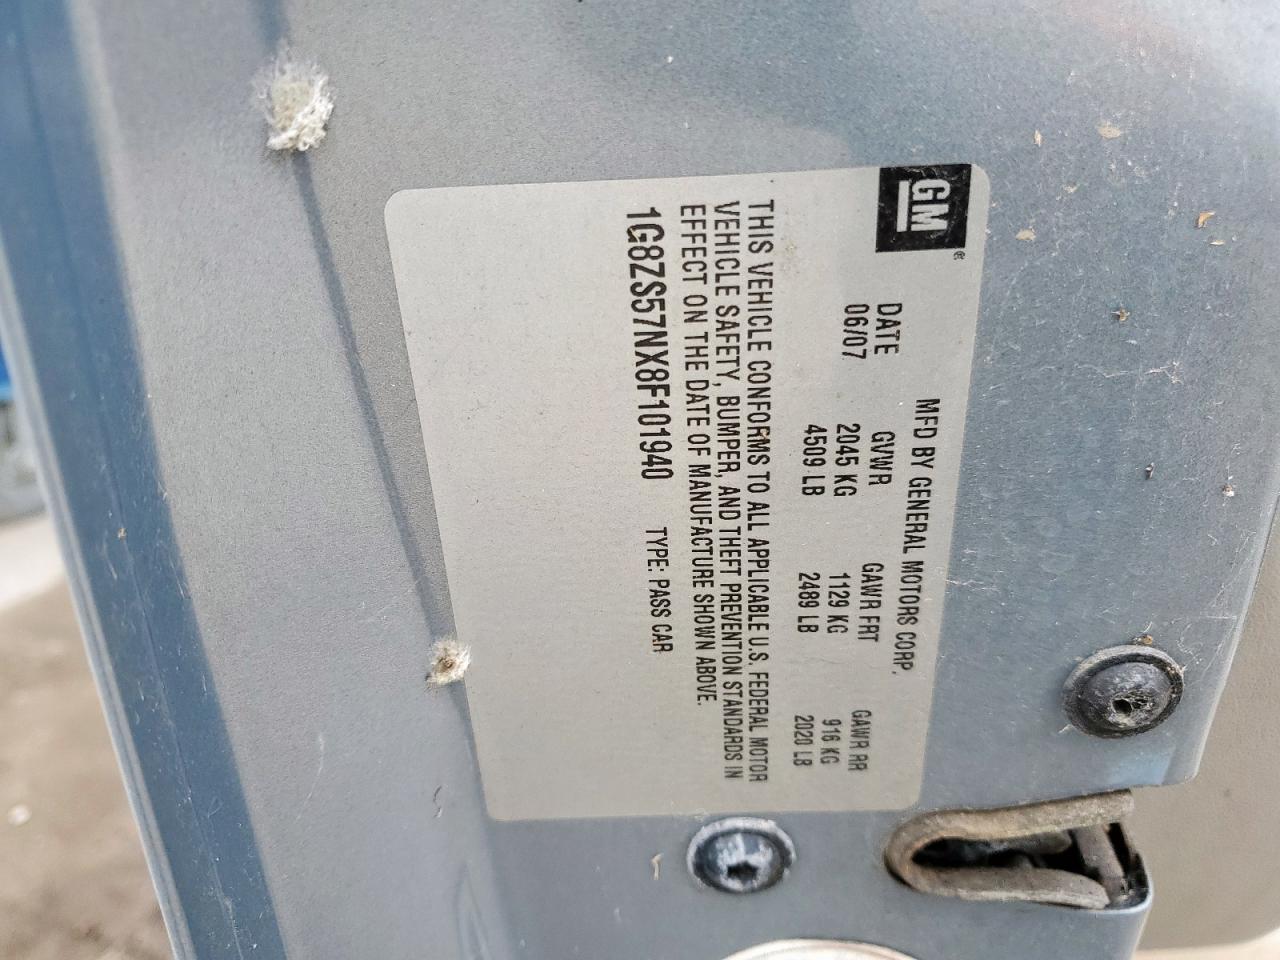 GM®
MFD BY GENERAL MOTORS CORP.
DATE GVWR GAWR FRT GAWR RR
06/07 2045 KG 1129 KG 916 KG
4509 LB 2489 LB 2020 LB
THIS VEHICLE CONFORMS TO ALL APPLICABLE U.S. FEDERAL MOTOR
VEHICLE SAFETY, BUMPER, AND THEFT PREVENTION STANDARDS IN
EFFECT ON THE DATE OF MANUFACTURE SHOWN ABOVE.
1G8ZS57NX8F101940 TYPE: PASS CAR